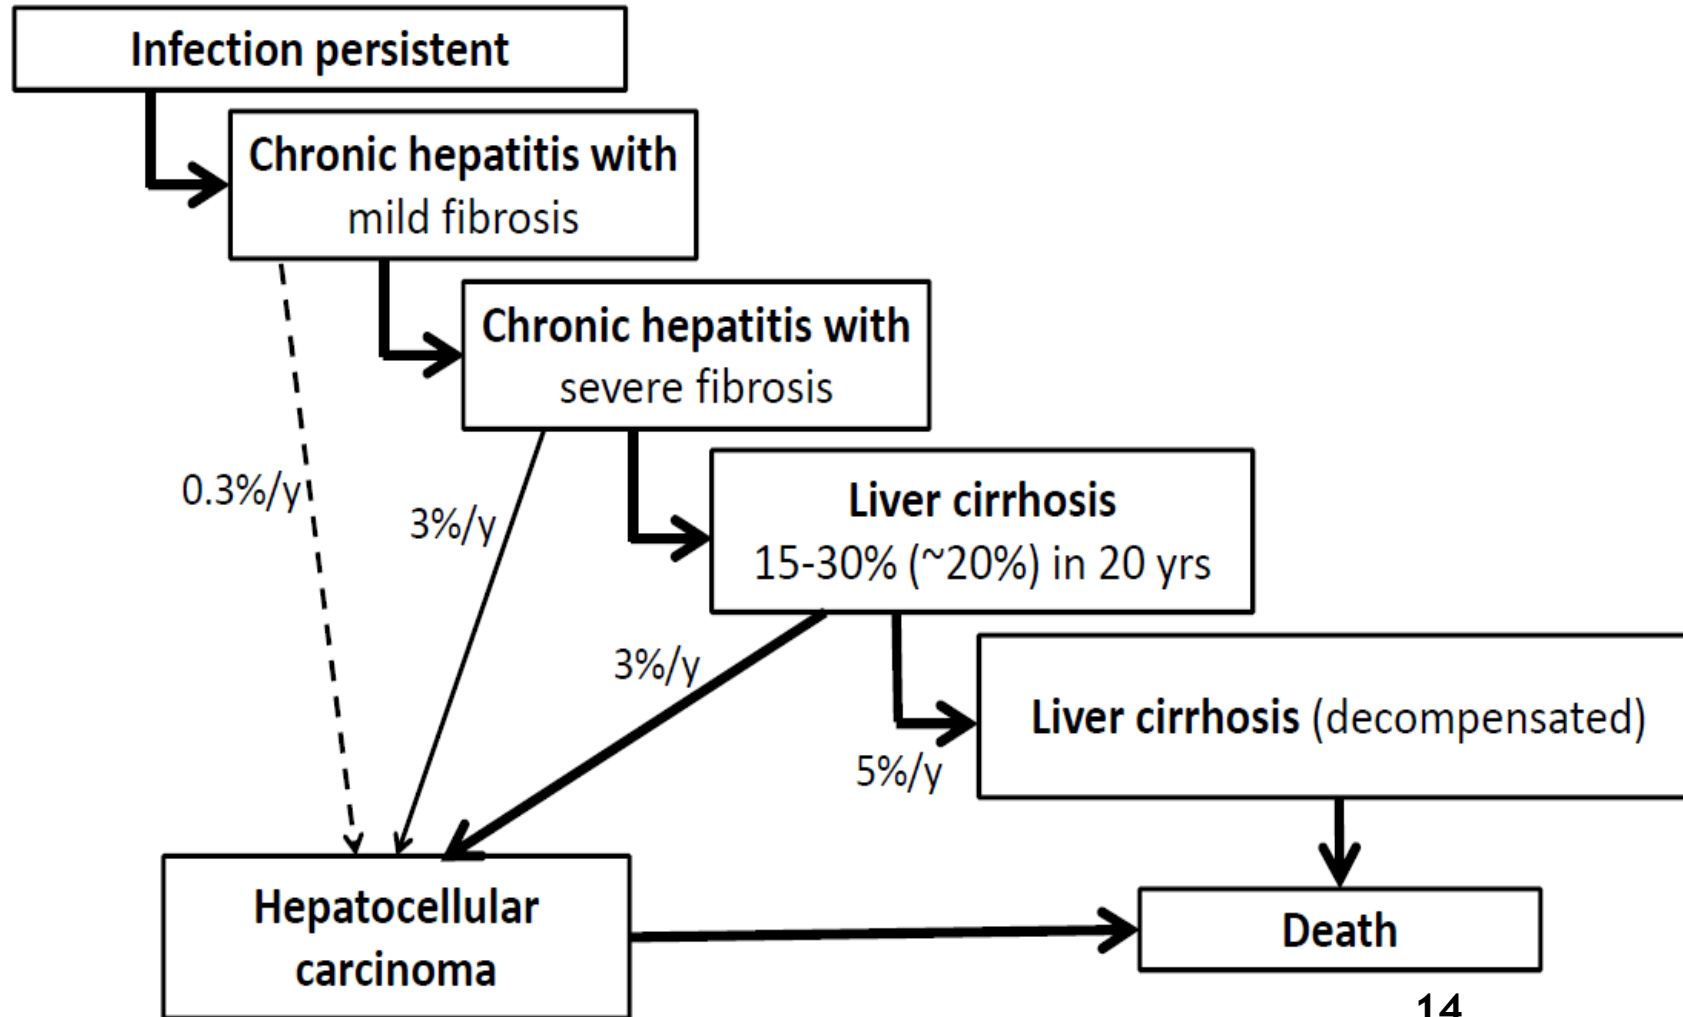 Infection persistent
Chronic hepatitis with
mild fibrosis
Chronic hepatitis with
severe fibrosis
0.3%/y
3%/y
Liver cirrhosis
15-30% (~20%) in 20 yrs
3%/y
Liver cirrhosis (decompensated)
5%/y
Hepatocellular
carcinoma
Death
14